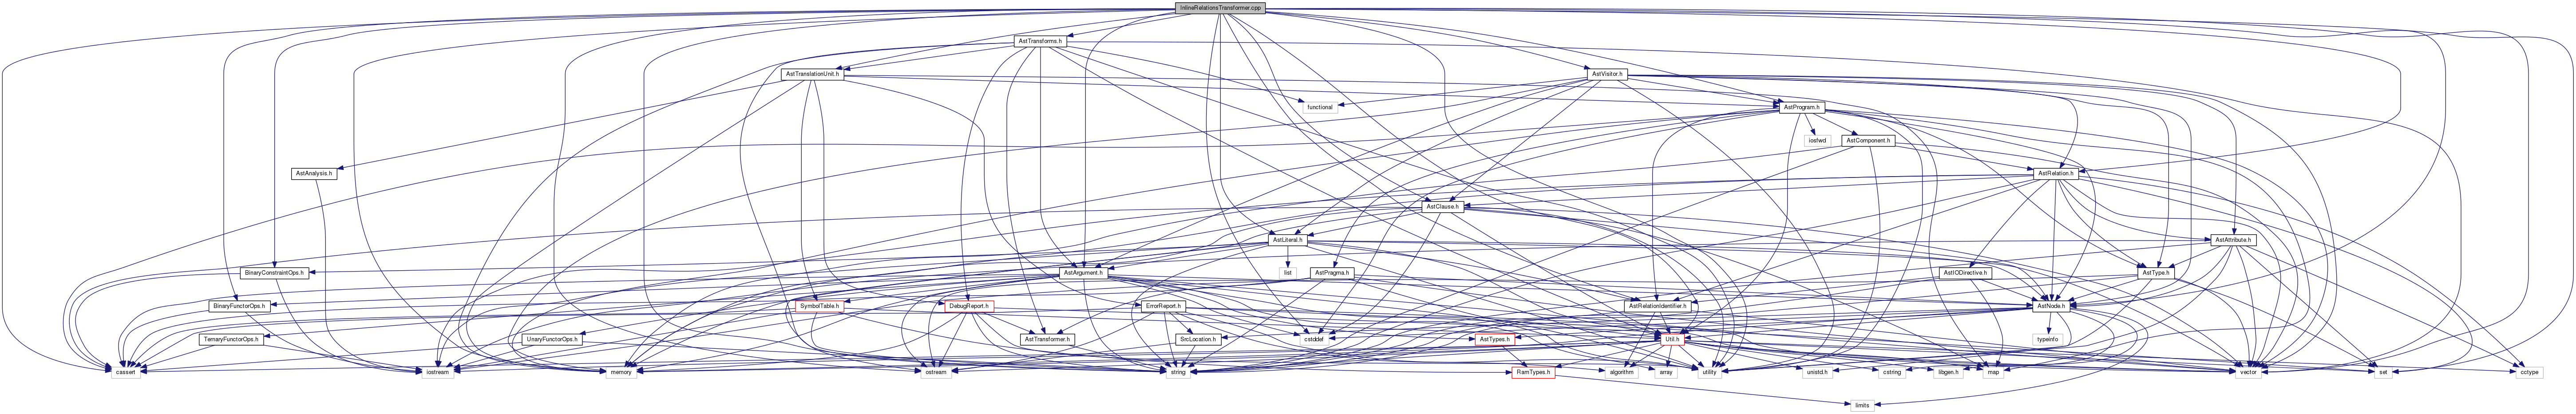 InlineRelationsTransformer.cpp
AstTransforms.h
AstTranslationUnit.h
AstVisitor.h
functional
AstProgram.h
iosfwd
AstComponent.h
AstAnalysis.h
AstRelation.h
AstClause.h
AstLiteral.h
AstAttribute.h
BinaryConstraintOps.h
list
AstArgument.h
AstPragma.h
AstIODirective.h
AstType.h
BinaryFunctorOps.h
SymbolTable.h
DebugReport.h
ErrorReport.h
AstRelationIdentifier.h
AstNode.h
TernaryFunctorOps.h
UnaryFunctorOps.h
AstTransformer.h
SrcLocation.h
cstddef
AstTypes.h
Util.h
typeinfo
cassert
iostream
memory
ostream
string
RamTypes.h
algorithm
array
utility
unistd.h
cstring
libgen.h
map
vector
set
cctype
limits